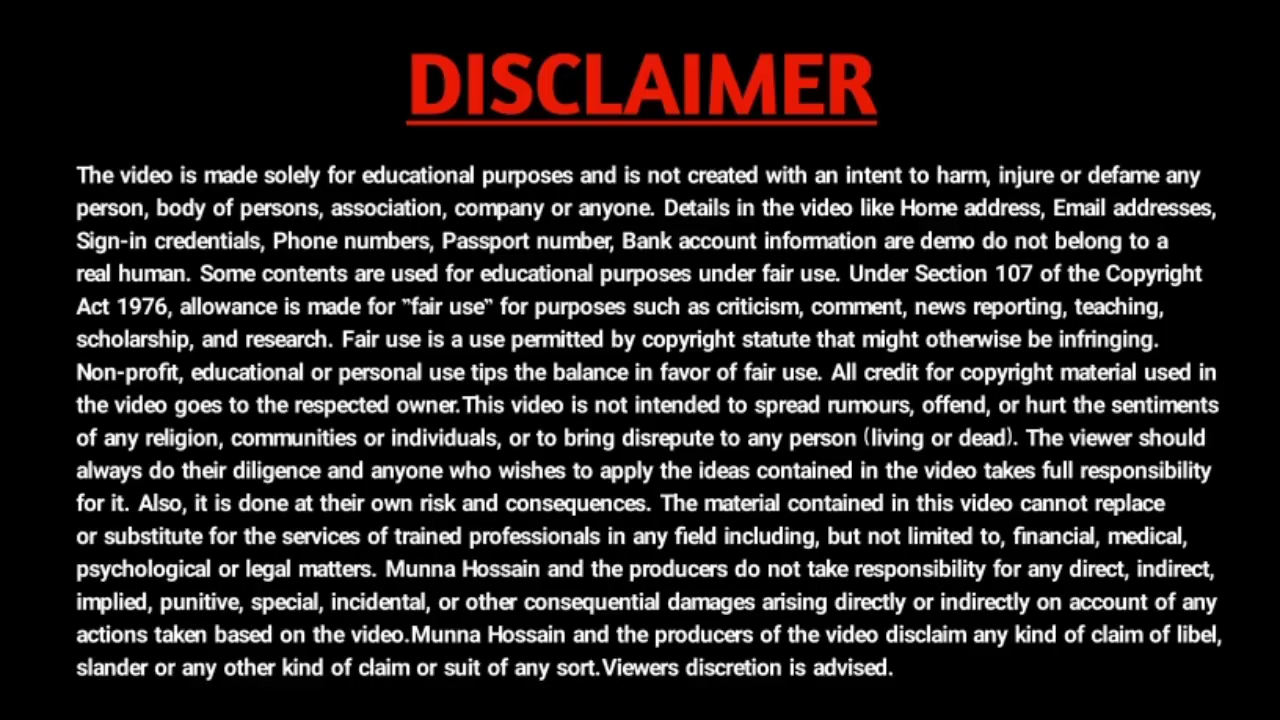 DISCLAIMER
The video is made solely for educational purposes and is not created with an intent to harm, injure or defame any
person, body of persons, association, company or anyone. Details in the video like Home address, Email addresses,
Sign-in credentials, Phone numbers, Passport number, Bank account information are demo do not belong to a
real human. Some contents are used for educational purposes under fair use. Under Section 107 of the Copyright
Act 1976, allowance is made for "fair use" for purposes such as criticism, comment, news reporting, teaching,
scholarship, and research. Fair use is a use permitted by copyright statute that might otherwise be infringing.
Non-profit, educational or personal use tips the balance in favor of fair use. All credit for copyright material used in
the video goes to the respected owner.This video is not intended to spread rumours, offend, or hurt the sentiments
of any religion, communities or individuals, or to bring disrepute to any person (living or dead). The viewer should
always do their diligence and anyone who wishes to apply the ideas contained in the video takes full responsibility
for it. Also, it is done at their own risk and consequences. The material contained in this video cannot replace
or substitute for the services of trained professionals in any field including, but not limited to, financial, medical,
psychological or legal matters. Munna Hossain and the producers do not take responsibility for any direct, indirect,
implied, punitive, special, incidental, or other consequential damages arising directly or indirectly on account of any
actions taken based on the video.Munna Hossain and the producers of the video disclaim any kind of claim of libel,
slander or any other kind of claim or suit of any sort.Viewers discretion is advised.